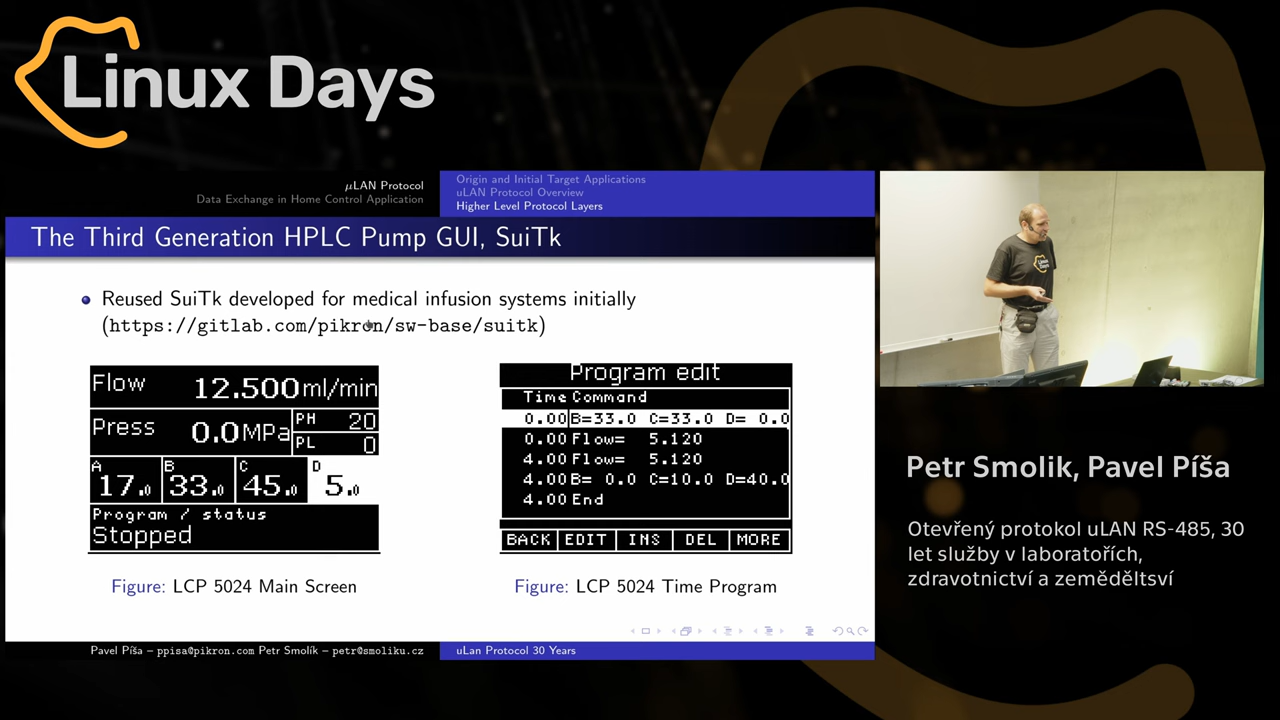 Linux Days
μLAN Protocol
Data Exchange in Home Control Application
Origin and Initial Target Applications
uLAN Protocol Overview
Higher Level Protocol Layers
The Third Generation HPLC Pump GUI, SuiTk
Reused SuiTk developed for medical infusion systems initially
(https://gitlab.com/pikron/sw-base/suitk)
Flow 12.500 ml/min
Press 0.0 MPa PH 20
PL 0
A B C D
17.0 33.0 45.0 5.0
Program / status
Stopped
Figure: LCP 5024 Main Screen
Program edit
Time Command
0.00 B=33.0 C=33.0 D= 0.0
0.00 Flow= 5.120
4.00 Flow= 5.120
4.00 B= 0.0 C=10.0 D=40.0
4.00 End
BACK EDIT INS DEL MORE
Figure: LCP 5024 Time Program
Pavel Píša – ppisa@pikron.com Petr Smolík – petr@smoliku.cz
uLan Protocol 30 Years
Linux
Days
Petr Smolik, Pavel Píša
Otevřený protokol uLAN RS-485, 30
let služby v laboratořích,
zdravotnictví a zemědělstsví